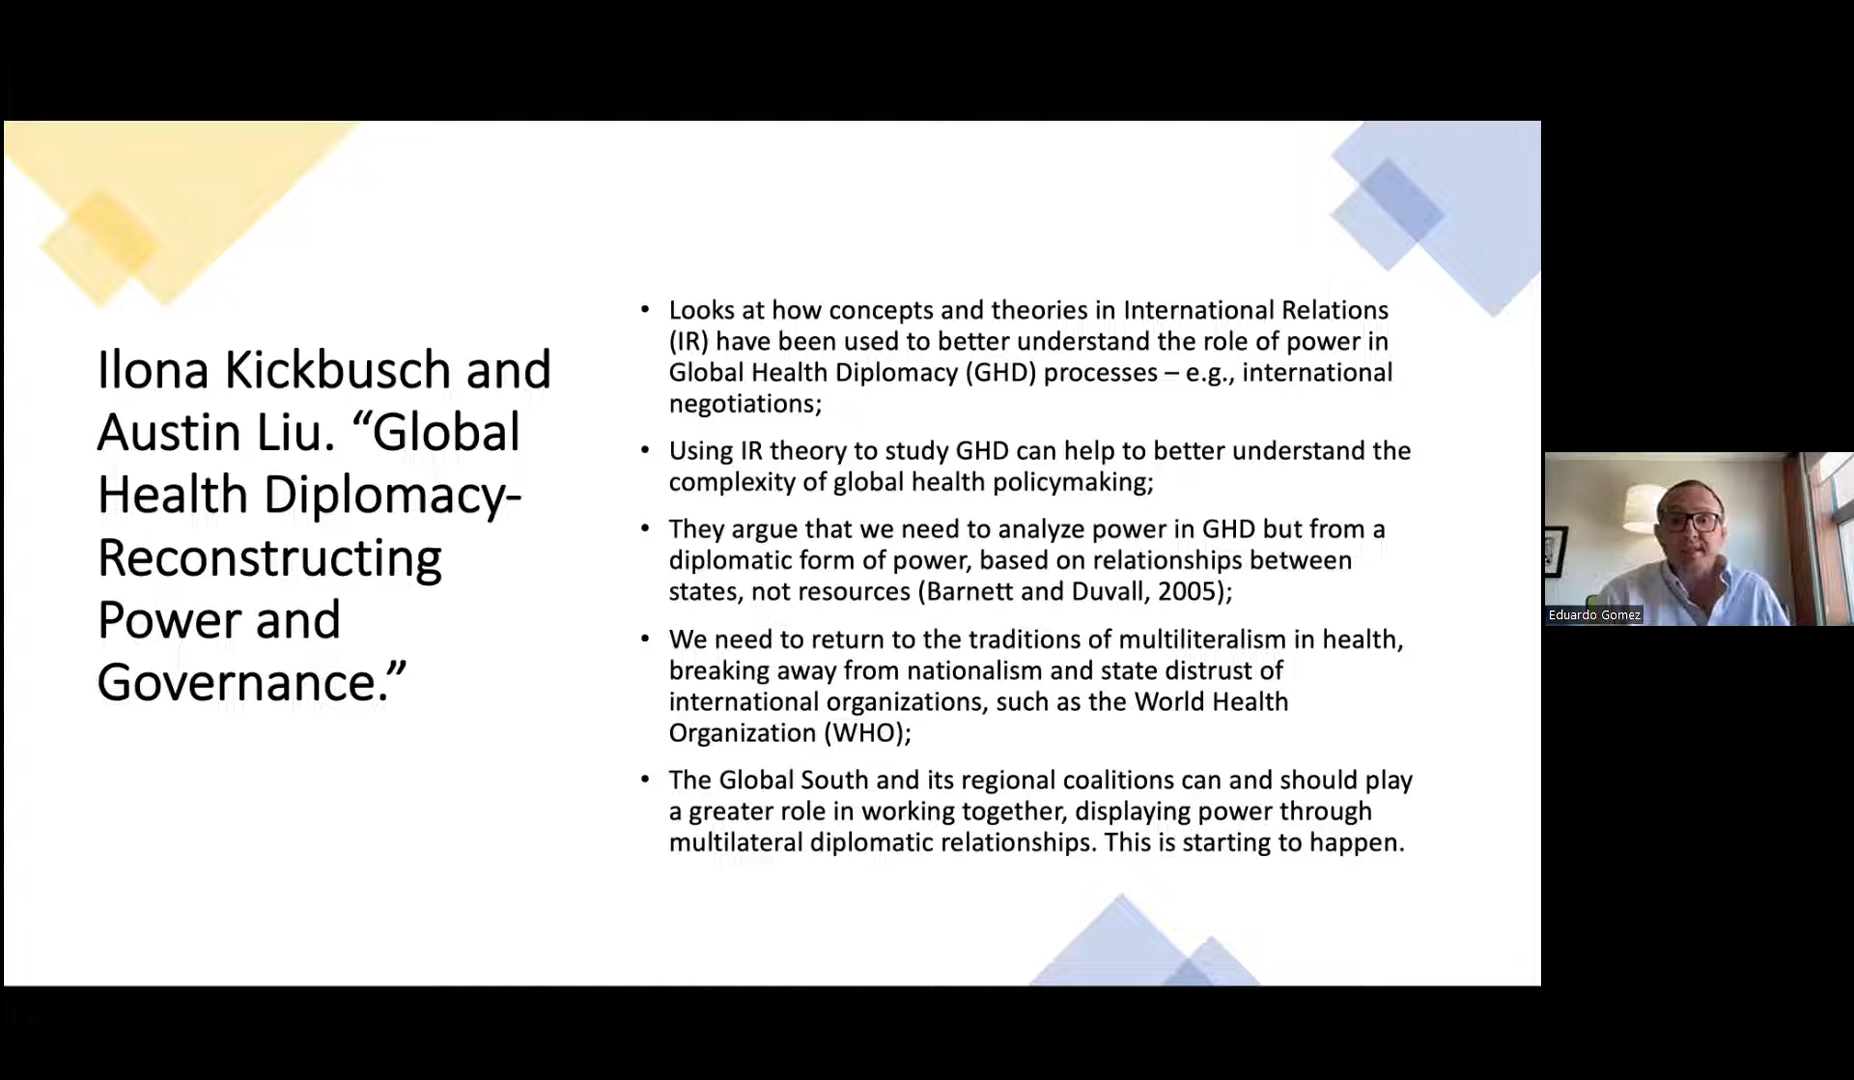 Ilona Kickbusch and
Austin Liu. “Global
Health Diplomacy-
Reconstructing
Power and
Governance.”
• Looks at how concepts and theories in International Relations
(IR) have been used to better understand the role of power in
Global Health Diplomacy (GHD) processes – e.g., international
negotiations;
• Using IR theory to study GHD can help to better understand the
complexity of global health policymaking;
• They argue that we need to analyze power in GHD but from a
diplomatic form of power, based on relationships between
states, not resources (Barnett and Duvall, 2005);
• We need to return to the traditions of multiliteralism in health,
breaking away from nationalism and state distrust of
international organizations, such as the World Health
Organization (WHO);
• The Global South and its regional coalitions can and should play
a greater role in working together, displaying power through
multilateral diplomatic relationships. This is starting to happen.
Eduardo Gomez